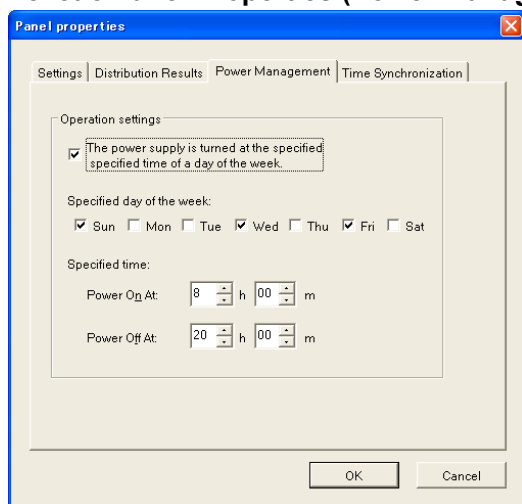 Panel properties
Settings Distribution Results Power Management Time Synchronization
Operation settings
The power supply is turned at the specified
specified time of a day of the week.
Specified day of the week:
Sun Mon Tue Wed Thu Fri Sat
Specified time:
Power On At: 8 h 00 m
Power Off At: 20 h 00 m
OK Cancel